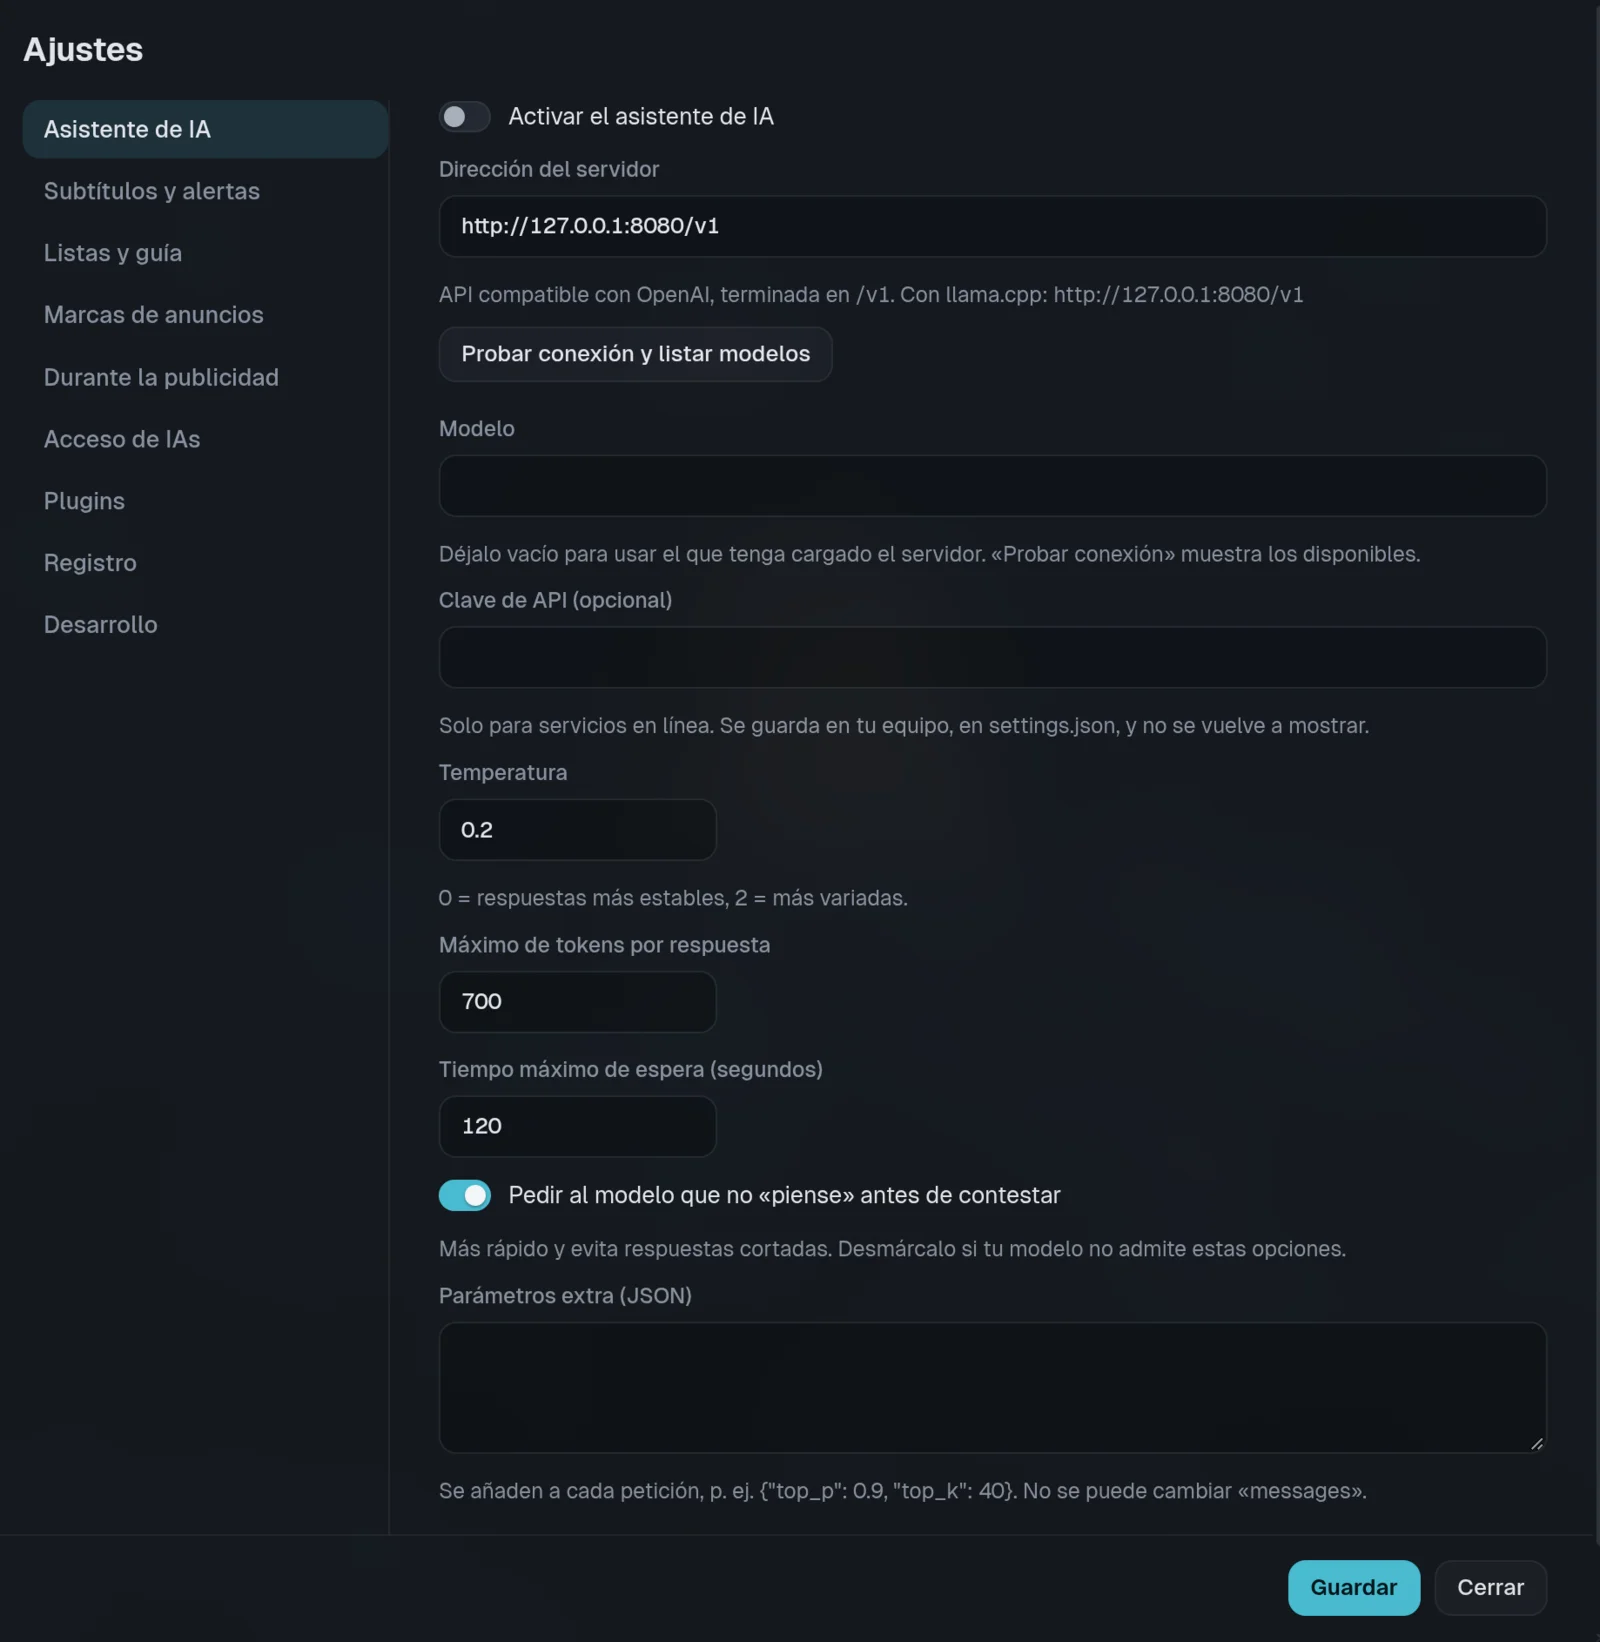 Ajustes
Asistente de IA
Subtítulos y alertas
Listas y guía
Marcas de anuncios
Durante la publicidad
Acceso de IAs
Plugins
Registro
Desarrollo
Activar el asistente de IA
Dirección del servidor
http://127.0.0.1:8080/v1
API compatible con OpenAI, terminada en /v1. Con llama.cpp: http://127.0.0.1:8080/v1
Probar conexión y listar modelos
Modelo
Déjalo vacío para usar el que tenga cargado el servidor. «Probar conexión» muestra los disponibles.
Clave de API (opcional)
Solo para servicios en línea. Se guarda en tu equipo, en settings.json, y no se vuelve a mostrar.
Temperatura
0.2
0 = respuestas más estables, 2 = más variadas.
Máximo de tokens por respuesta
700
Tiempo máximo de espera (segundos)
120
Pedir al modelo que no «piense» antes de contestar
Más rápido y evita respuestas cortadas. Desmárcalo si tu modelo no admite estas opciones.
Parámetros extra (JSON)
Se añaden a cada petición, p. ej. {"top_p": 0.9, "top_k": 40}. No se puede cambiar «messages».
Guardar
Cerrar